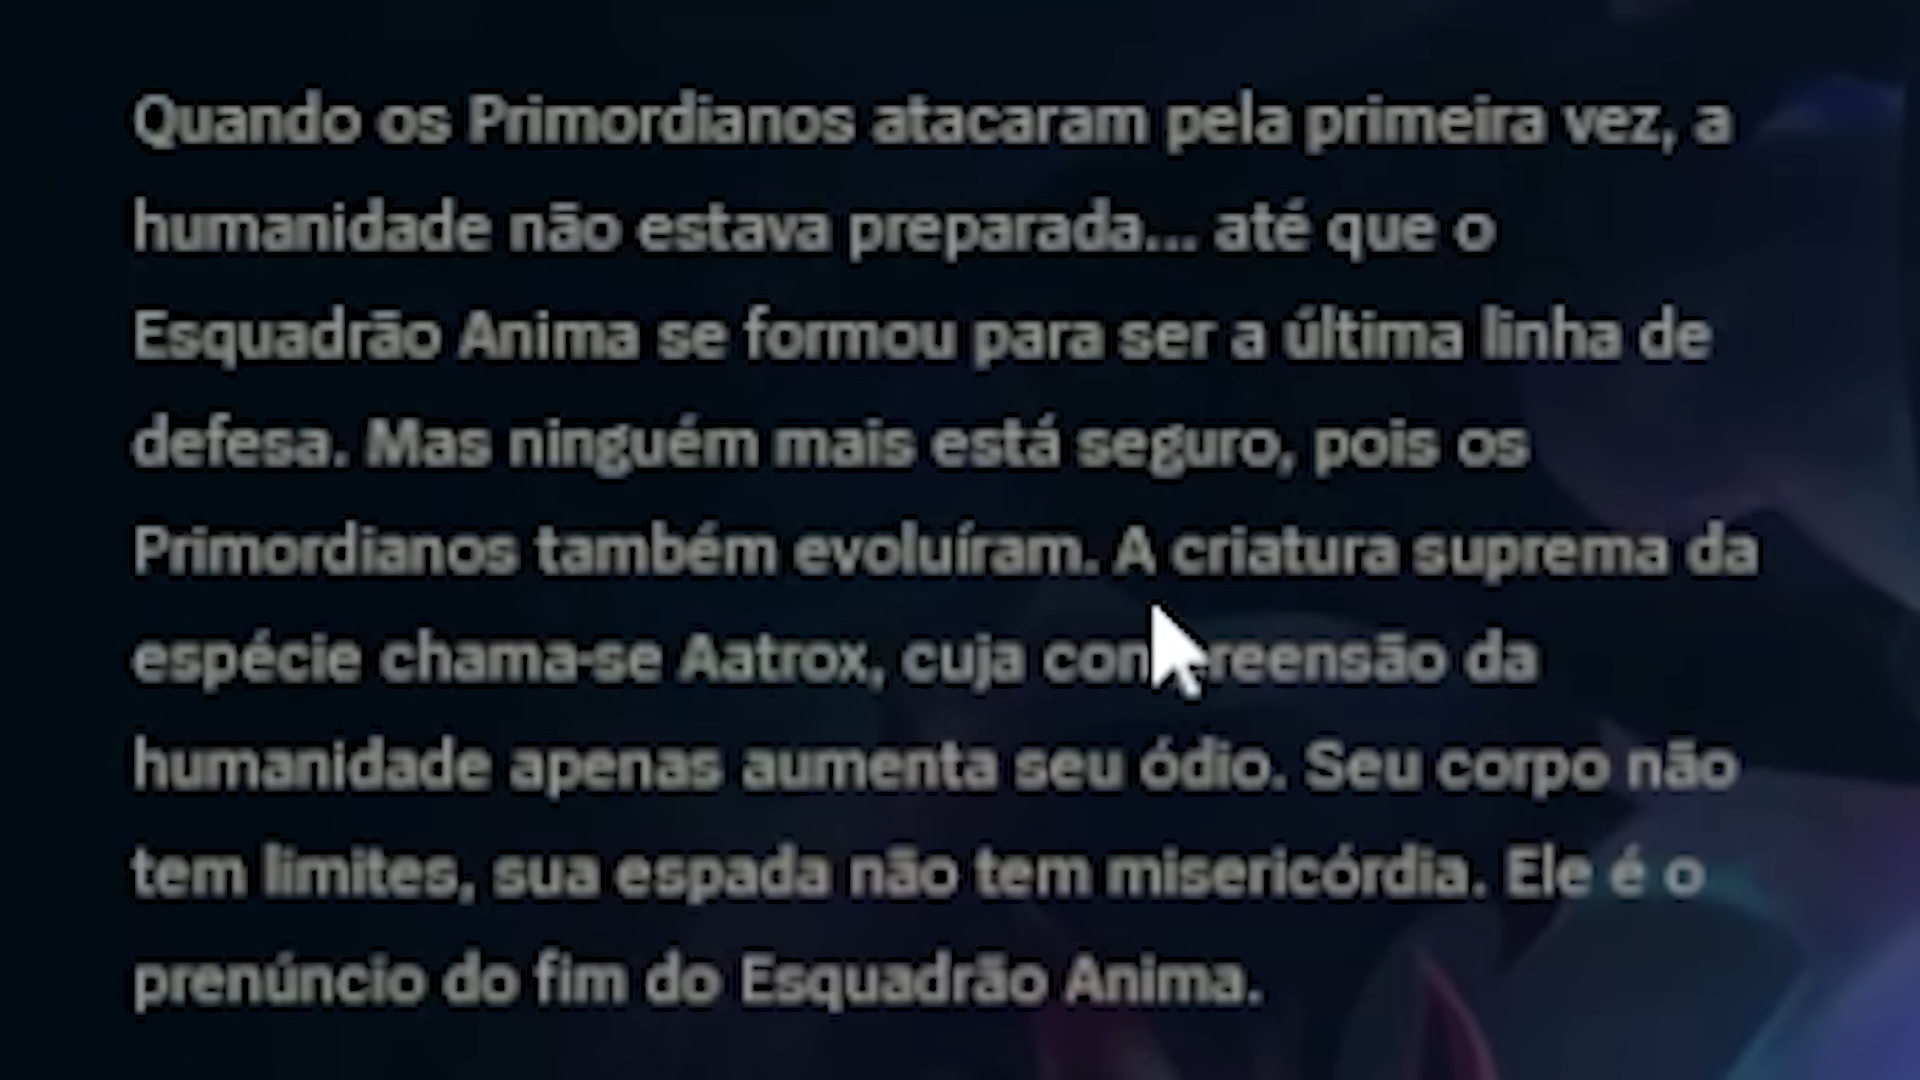 Quando os Primordianos atacaram pela primeira vez, a
humanidade não estava preparada... até que o
Esquadrão Anima se formou para ser a última linha de
defesa. Mas ninguém mais está seguro, pois os
Primordianos também evoluíram. A criatura suprema da
espécie chama-se Aatrox, cuja compreensão da
humanidade apenas aumenta seu ódio. Seu corpo não
tem limites, sua espada não tem misericórdia. Ele é o
prenúncio do fim do Esquadrão Anima.